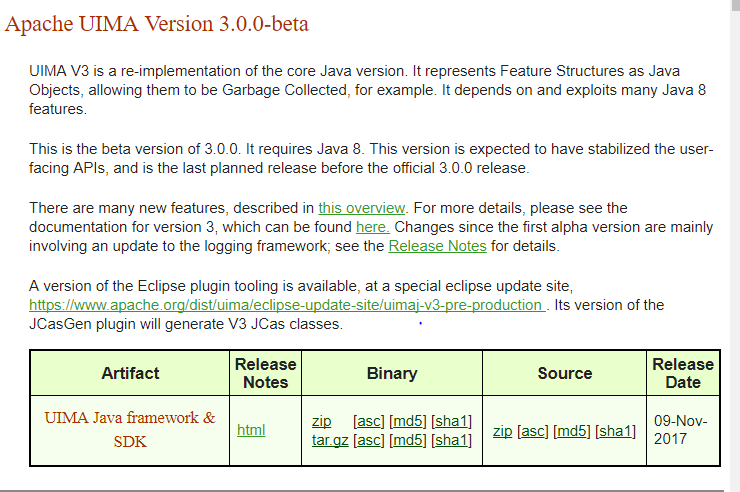 Apache UIMA Version 3.0.0-beta
UIMA V3 is a re-implementation of the core Java version. It represents Feature Structures as Java
Objects, allowing them to be Garbage Collected, for example. It depends on and exploits many Java 8
features.
This is the beta version of 3.0.0. It requires Java 8. This version is expected to have stabilized the user-
facing APIs, and is the last planned release before the official 3.0.0 release.
There are many new features, described in this overview. For more details, please see the
documentation for version 3, which can be found here. Changes since the first alpha version are mainly
involving an update to the logging framework; see the Release Notes for details.
A version of the Eclipse plugin tooling is available, at a special eclipse update site,
https://www.apache.org/dist/uima/eclipse-update-site/uimaj-v3-pre-production . Its version of the
JCasGen plugin will generate V3 JCas classes.
Artifact Release Notes Binary Source Release Date
UIMA Java framework &
SDK
html
zip [asc] [md5] [sha1]
tar.gz [asc] [md5] [sha1]
zip [asc] [md5] [sha1]
09-Nov-
2017